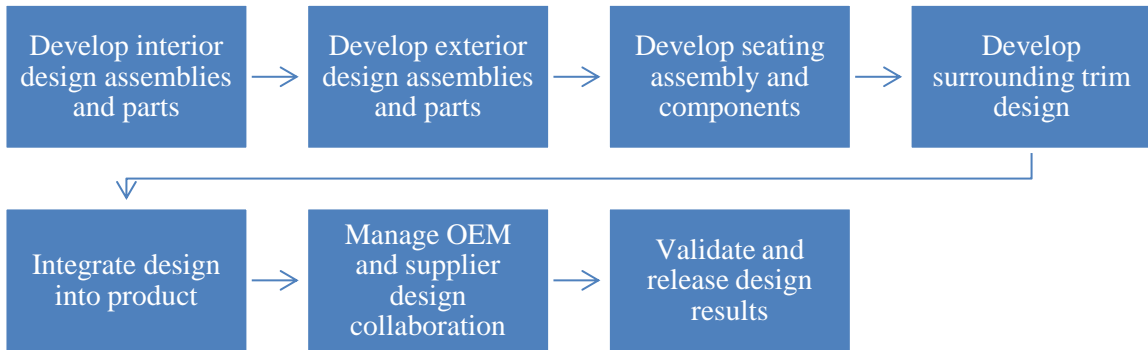 Develop interior
design assemblies
and parts
Develop exterior
design assemblies
and parts
Develop seating
assembly and
components
Develop
surrounding trim
design
Integrate design
into product
Manage OEM
and supplier
design
collaboration
Validate and
release design
results